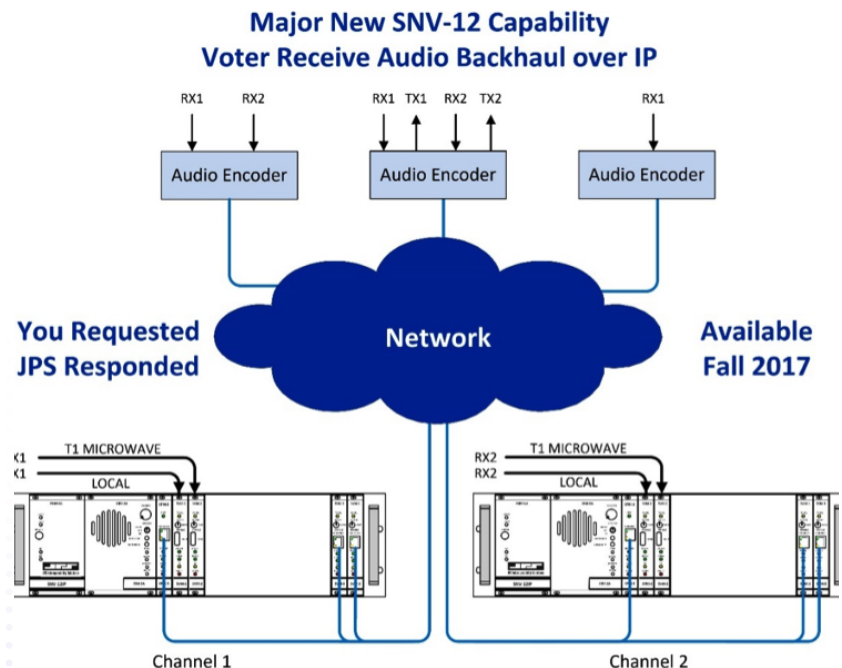 Major New SNV-12 Capability
Voter Receive Audio Backhaul over IP
RX1 RX2 RX1 TX1 RX2 TX2 RX1
Audio Encoder Audio Encoder Audio Encoder
You Requested
JPS Responded
Network
Available
Fall 2017
X1 T1 MICROWAVE
X1 LOCAL
RX2 T1 MICROWAVE
RX2 LOCAL
Channel 1 Channel 2